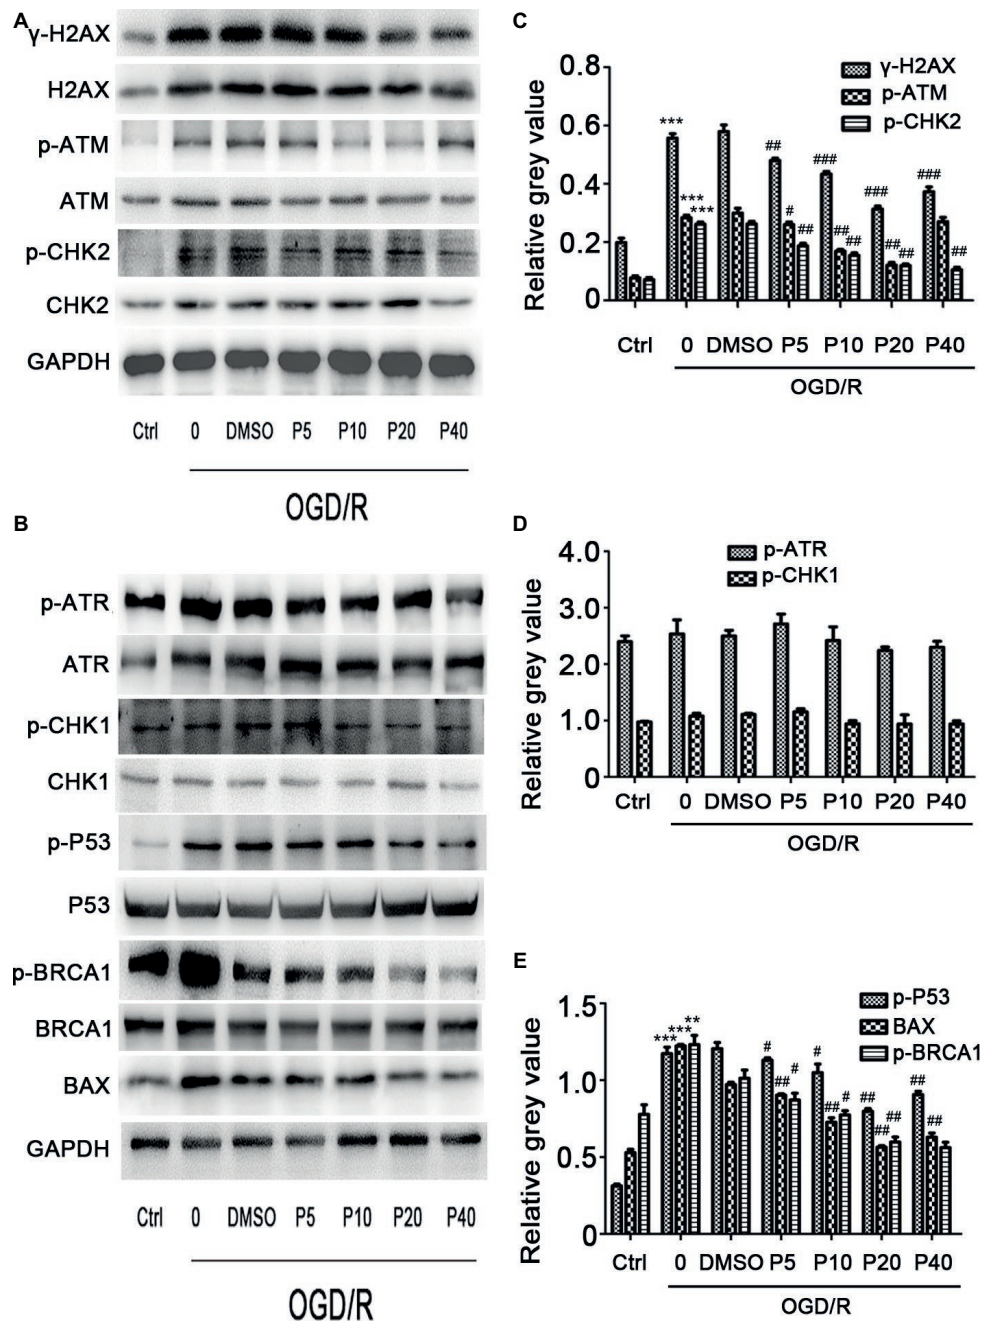 A
γ-H2AX
H2AX
p-ATM
ATM
p-CHK2
CHK2
GAPDH
Ctrl 0 DMSO P5 P10 P20 P40
OGD/R
B
p-ATR
ATR
p-CHK1
CHK1
p-P53
P53
p-BRCA1
BRCA1
BAX
GAPDH
Ctrl 0 DMSO P5 P10 P20 P40
OGD/R
C
Relative grey value
0.8
0.6
0.4
0.2
0
γ-H2AX
p-ATM
p-CHK2
*** *** ***
## # ##
### ## ##
### ## ##
### ##
Ctrl 0 DMSO P5 P10 P20 P40
OGD/R
D
Relative grey value
4.0
3.0
2.0
1.0
0
p-ATR
p-CHK1
Ctrl 0 DMSO P5 P10 P20 P40
OGD/R
E
Relative grey value
1.5
1.0
0.5
0
p-P53
BAX
p-BRCA1
*** *** **
# ## #
# ## #
## ## ##
## ##
Ctrl 0 DMSO P5 P10 P20 P40
OGD/R